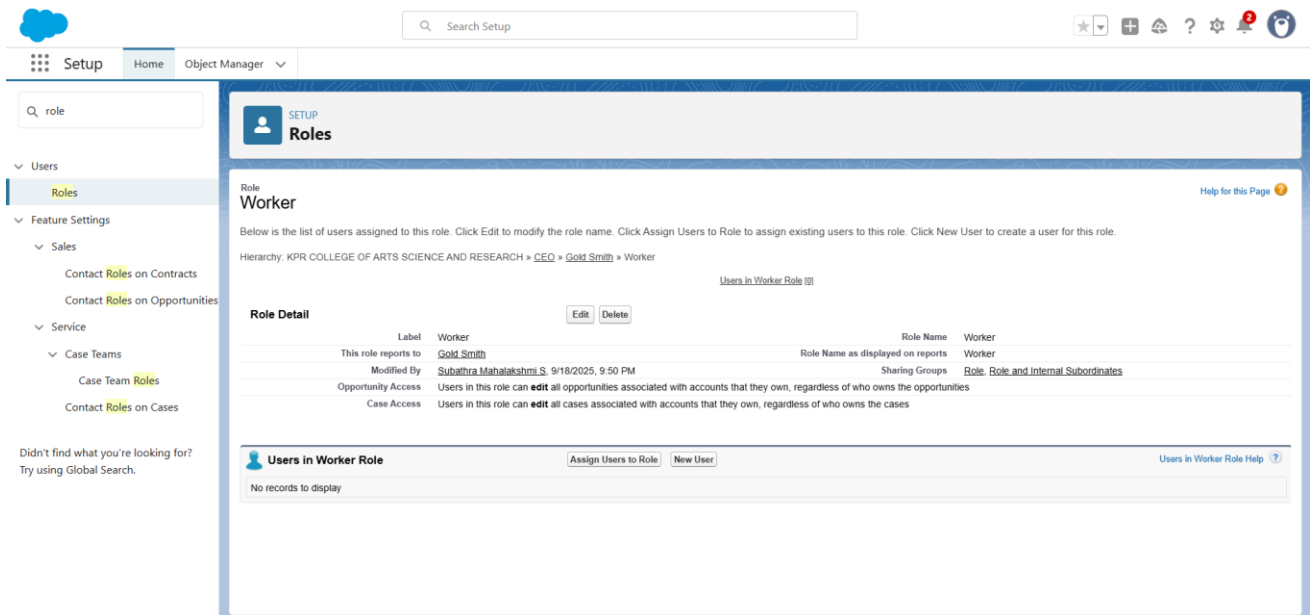 Search Setup
2
Setup
Home
Object Manager
role
Users
Roles
Feature Settings
Sales
Contact Roles on Contracts
Contact Roles on Opportunities
Service
Case Teams
Case Team Roles
Contact Roles on Cases
Didn't find what you're looking for?
Try using Global Search.
SETUP
Roles
Role
Worker
Help for this Page ?
Below is the list of users assigned to this role. Click Edit to modify the role name. Click Assign Users to Role to assign existing users to this role. Click New User to create a user for this role.
Hierarchy: KPR COLLEGE OF ARTS SCIENCE AND RESEARCH » CEO » Gold Smith » Worker
Users in Worker Role [0]
Role Detail Edit Delete
Label Worker Role Name Worker
This role reports to Gold Smith Role Name as displayed on reports Worker
Modified By Subathra Mahalakshmi S, 9/18/2025, 9:50 PM Sharing Groups Role, Role and Internal Subordinates
Opportunity Access Users in this role can edit all opportunities associated with accounts that they own, regardless of who owns the opportunities
Case Access Users in this role can edit all cases associated with accounts that they own, regardless of who owns the cases
Users in Worker Role Assign Users to Role New User Users in Worker Role Help ?
No records to display